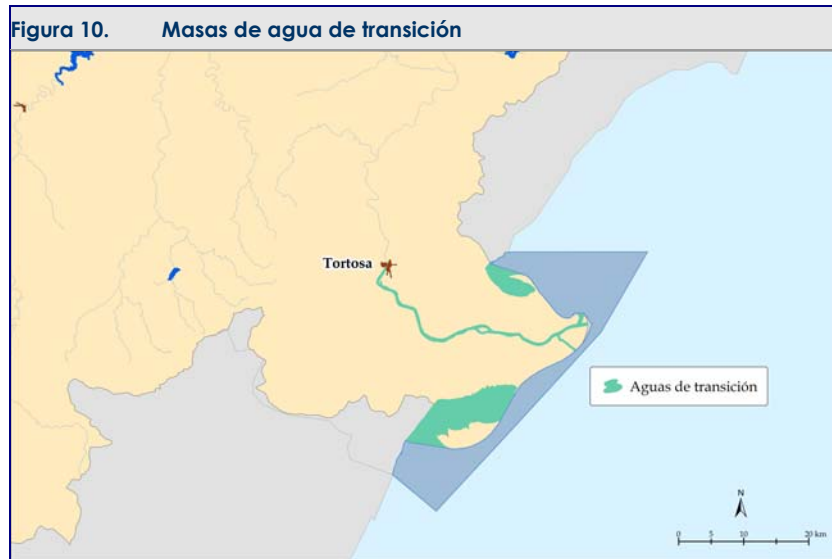 Figura 10. Masas de agua de transición
Tortosa
Aguas de transición
N
0 5 10 20 km